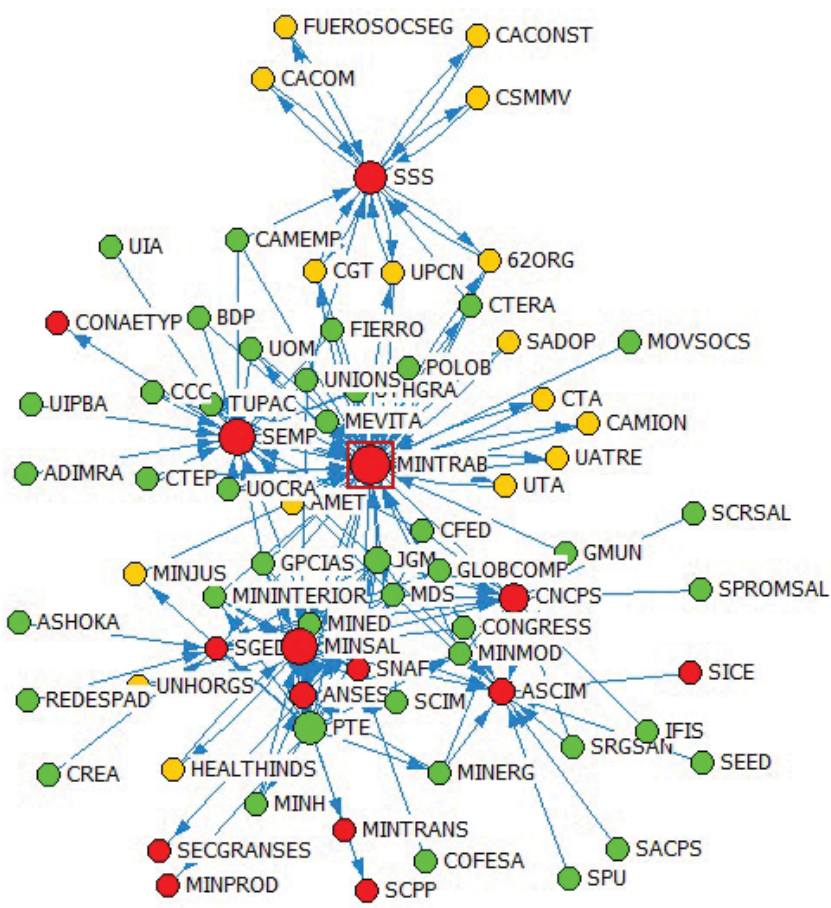 FUEROSOCSEG
CACONST
CACOM
CSMMV
SSS
UIA
CAMEMP
CGT
UPCN
62ORG
CONAETYP
BDP
FIERRO
CTERA
UOM
SADOP
MOVSOCS
POLOB
UNIONS
HGRA
CCC
TUPAC
CTA
UIPBA
MEVITA
CAMION
SEMP
MINTRAB
UATRE
ADIMRA
CTEP
UOCRA
UTA
AMET
SCRSAL
CFED
GMUN
GPCIAS
JGM
GLOBCOMP
MINJUS
MININTERIOR
MDS
CNCPS
SPROMSAL
ASHOKA
MINED
CONGRESS
SGED
MINSAL
MINMOD
SNAF
SICE
UNHORGS
ANSES
ASCIM
REDESPAD
SCIM
PTE
IFIS
SRGSAN
SEED
HEALTHINDS
CREA
MINERG
MINH
MINTRANS
SECGRANSES
COFESA
SACPS
MINPROD
SCPP
SPU